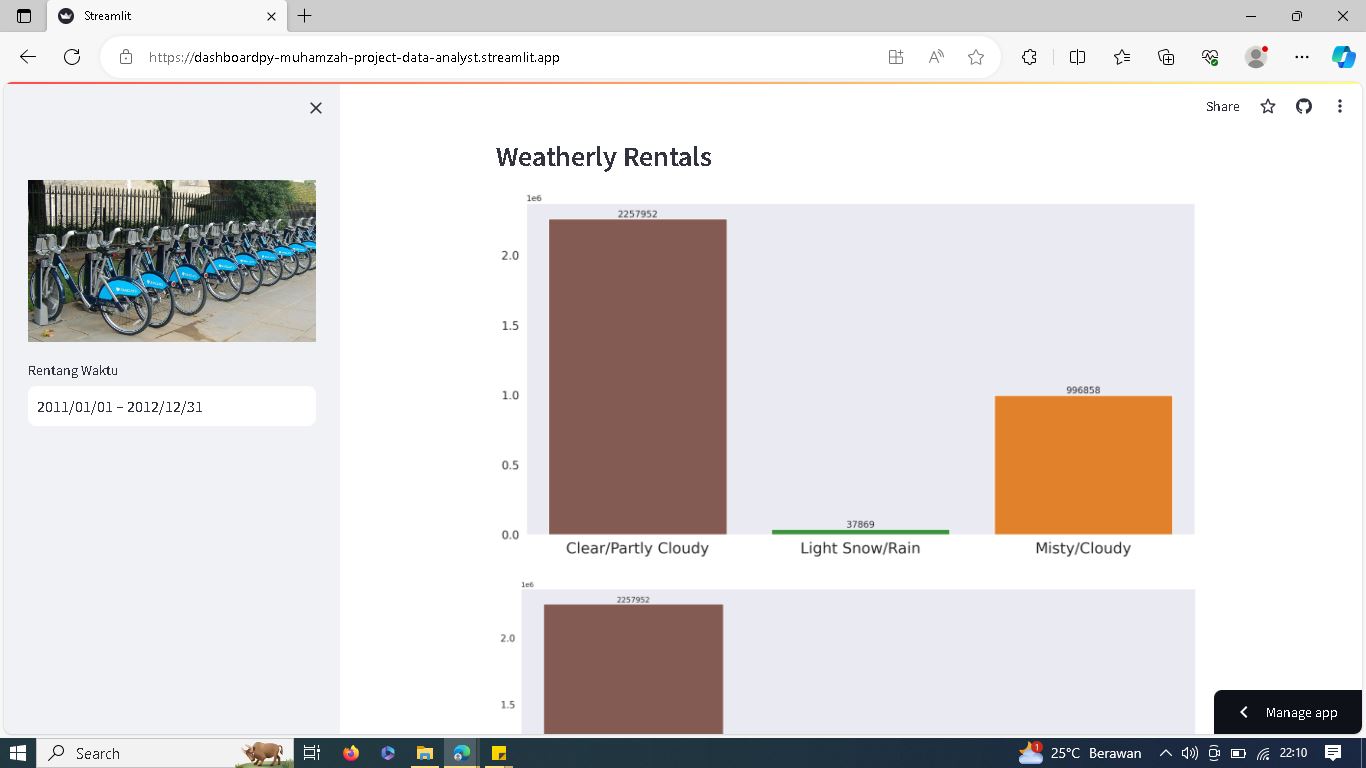 Streamlit
https://dashboardpy-muhamzah-project-data-analyst.streamlit.app
Share
Rentang Waktu
2011/01/01 – 2012/12/31
Weatherly Rentals
1e6
2257952
2.0
1.5
996858
1.0
0.5
37869
0.0
Clear/Partly Cloudy Light Snow/Rain Misty/Cloudy
1e6
2257952
2.0
1.5
Manage app
Search
1
25°C Berawan
22:10